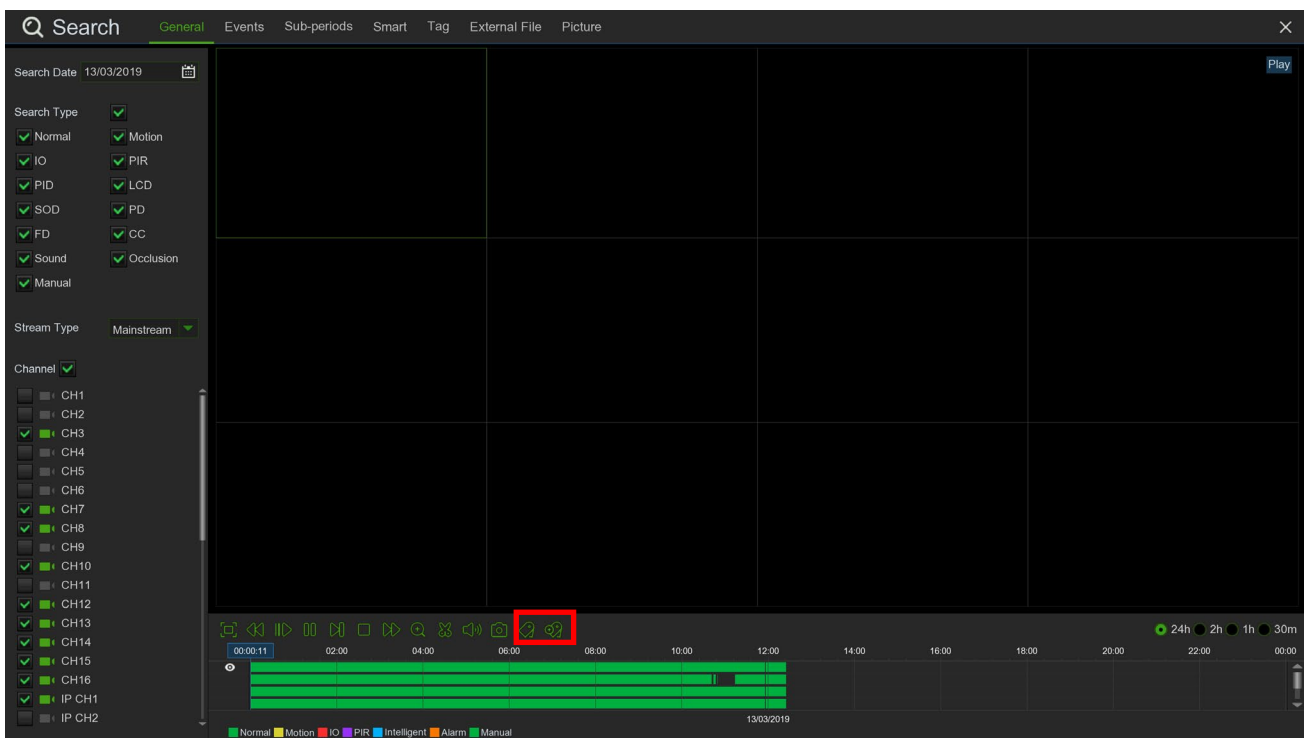 Search General Events Sub-periods Smart Tag External File Picture
Search Date 13/03/2019
Play
Search Type
Normal Motion
IO PIR
PID LCD
SOD PD
FD CC
Sound Occlusion
Manual
Stream Type Mainstream
Channel
CH1
CH2
CH3
CH4
CH5
CH6
CH7
CH8
CH9
CH10
CH11
CH12
CH13
CH14
CH15
CH16
IP CH1
IP CH2
24h 2h 1h 30m
00:00:11 02:00 04:00 06:00 08:00 10:00 12:00 14:00 16:00 18:00 20:00 22:00 00:00
13/03/2019
Normal Motion IO PIR Intelligent Alarm Manual